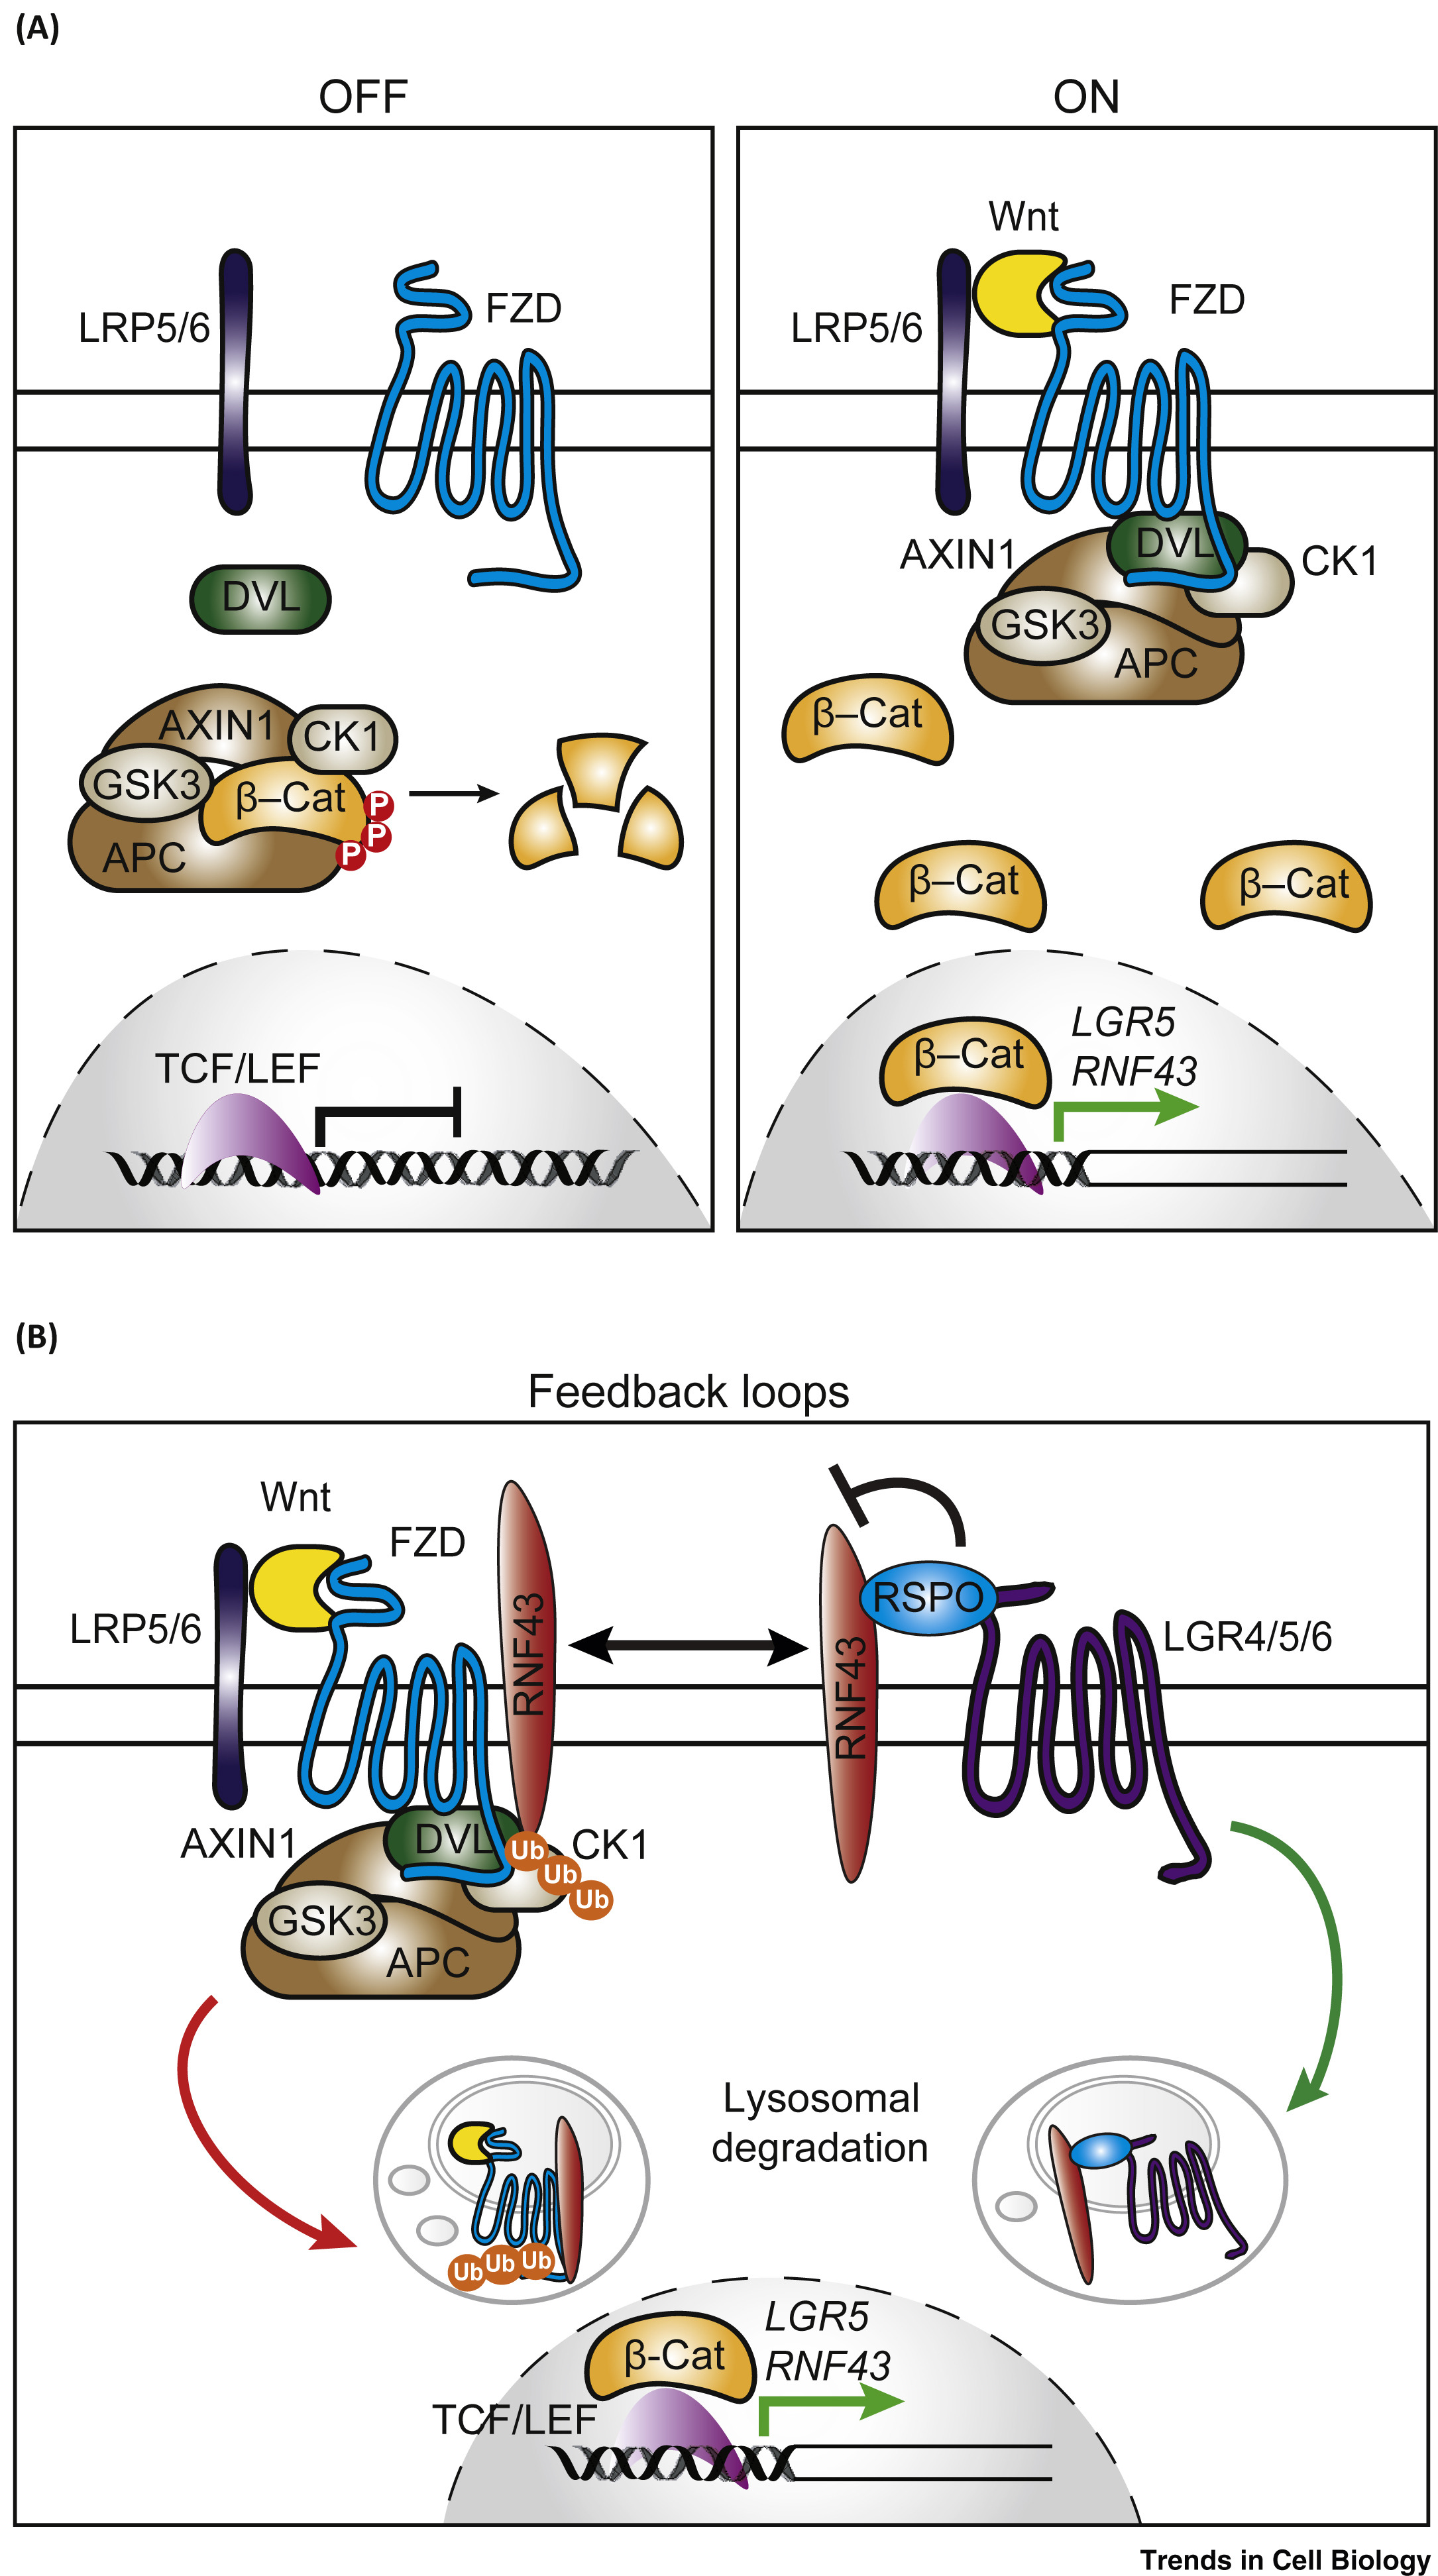 (A)
OFF
ON
LRP5/6
FZD
DVL
AXIN1
CK1
GSK3
β–Cat
P
P
P
APC
TCF/LEF
Wnt
LRP5/6
FZD
AXIN1
DVL
CK1
GSK3
APC
β–Cat
β–Cat
β–Cat
β–Cat
LGR5
RNF43
(B)
Feedback loops
Wnt
FZD
LRP5/6
RNF43
RNF43
RSPO
LGR4/5/6
AXIN1
DVL
CK1
Ub
Ub
Ub
GSK3
APC
Lysosomal
degradation
Ub
Ub
Ub
β-Cat
LGR5
RNF43
TCF/LEF
Trends in Cell Biology